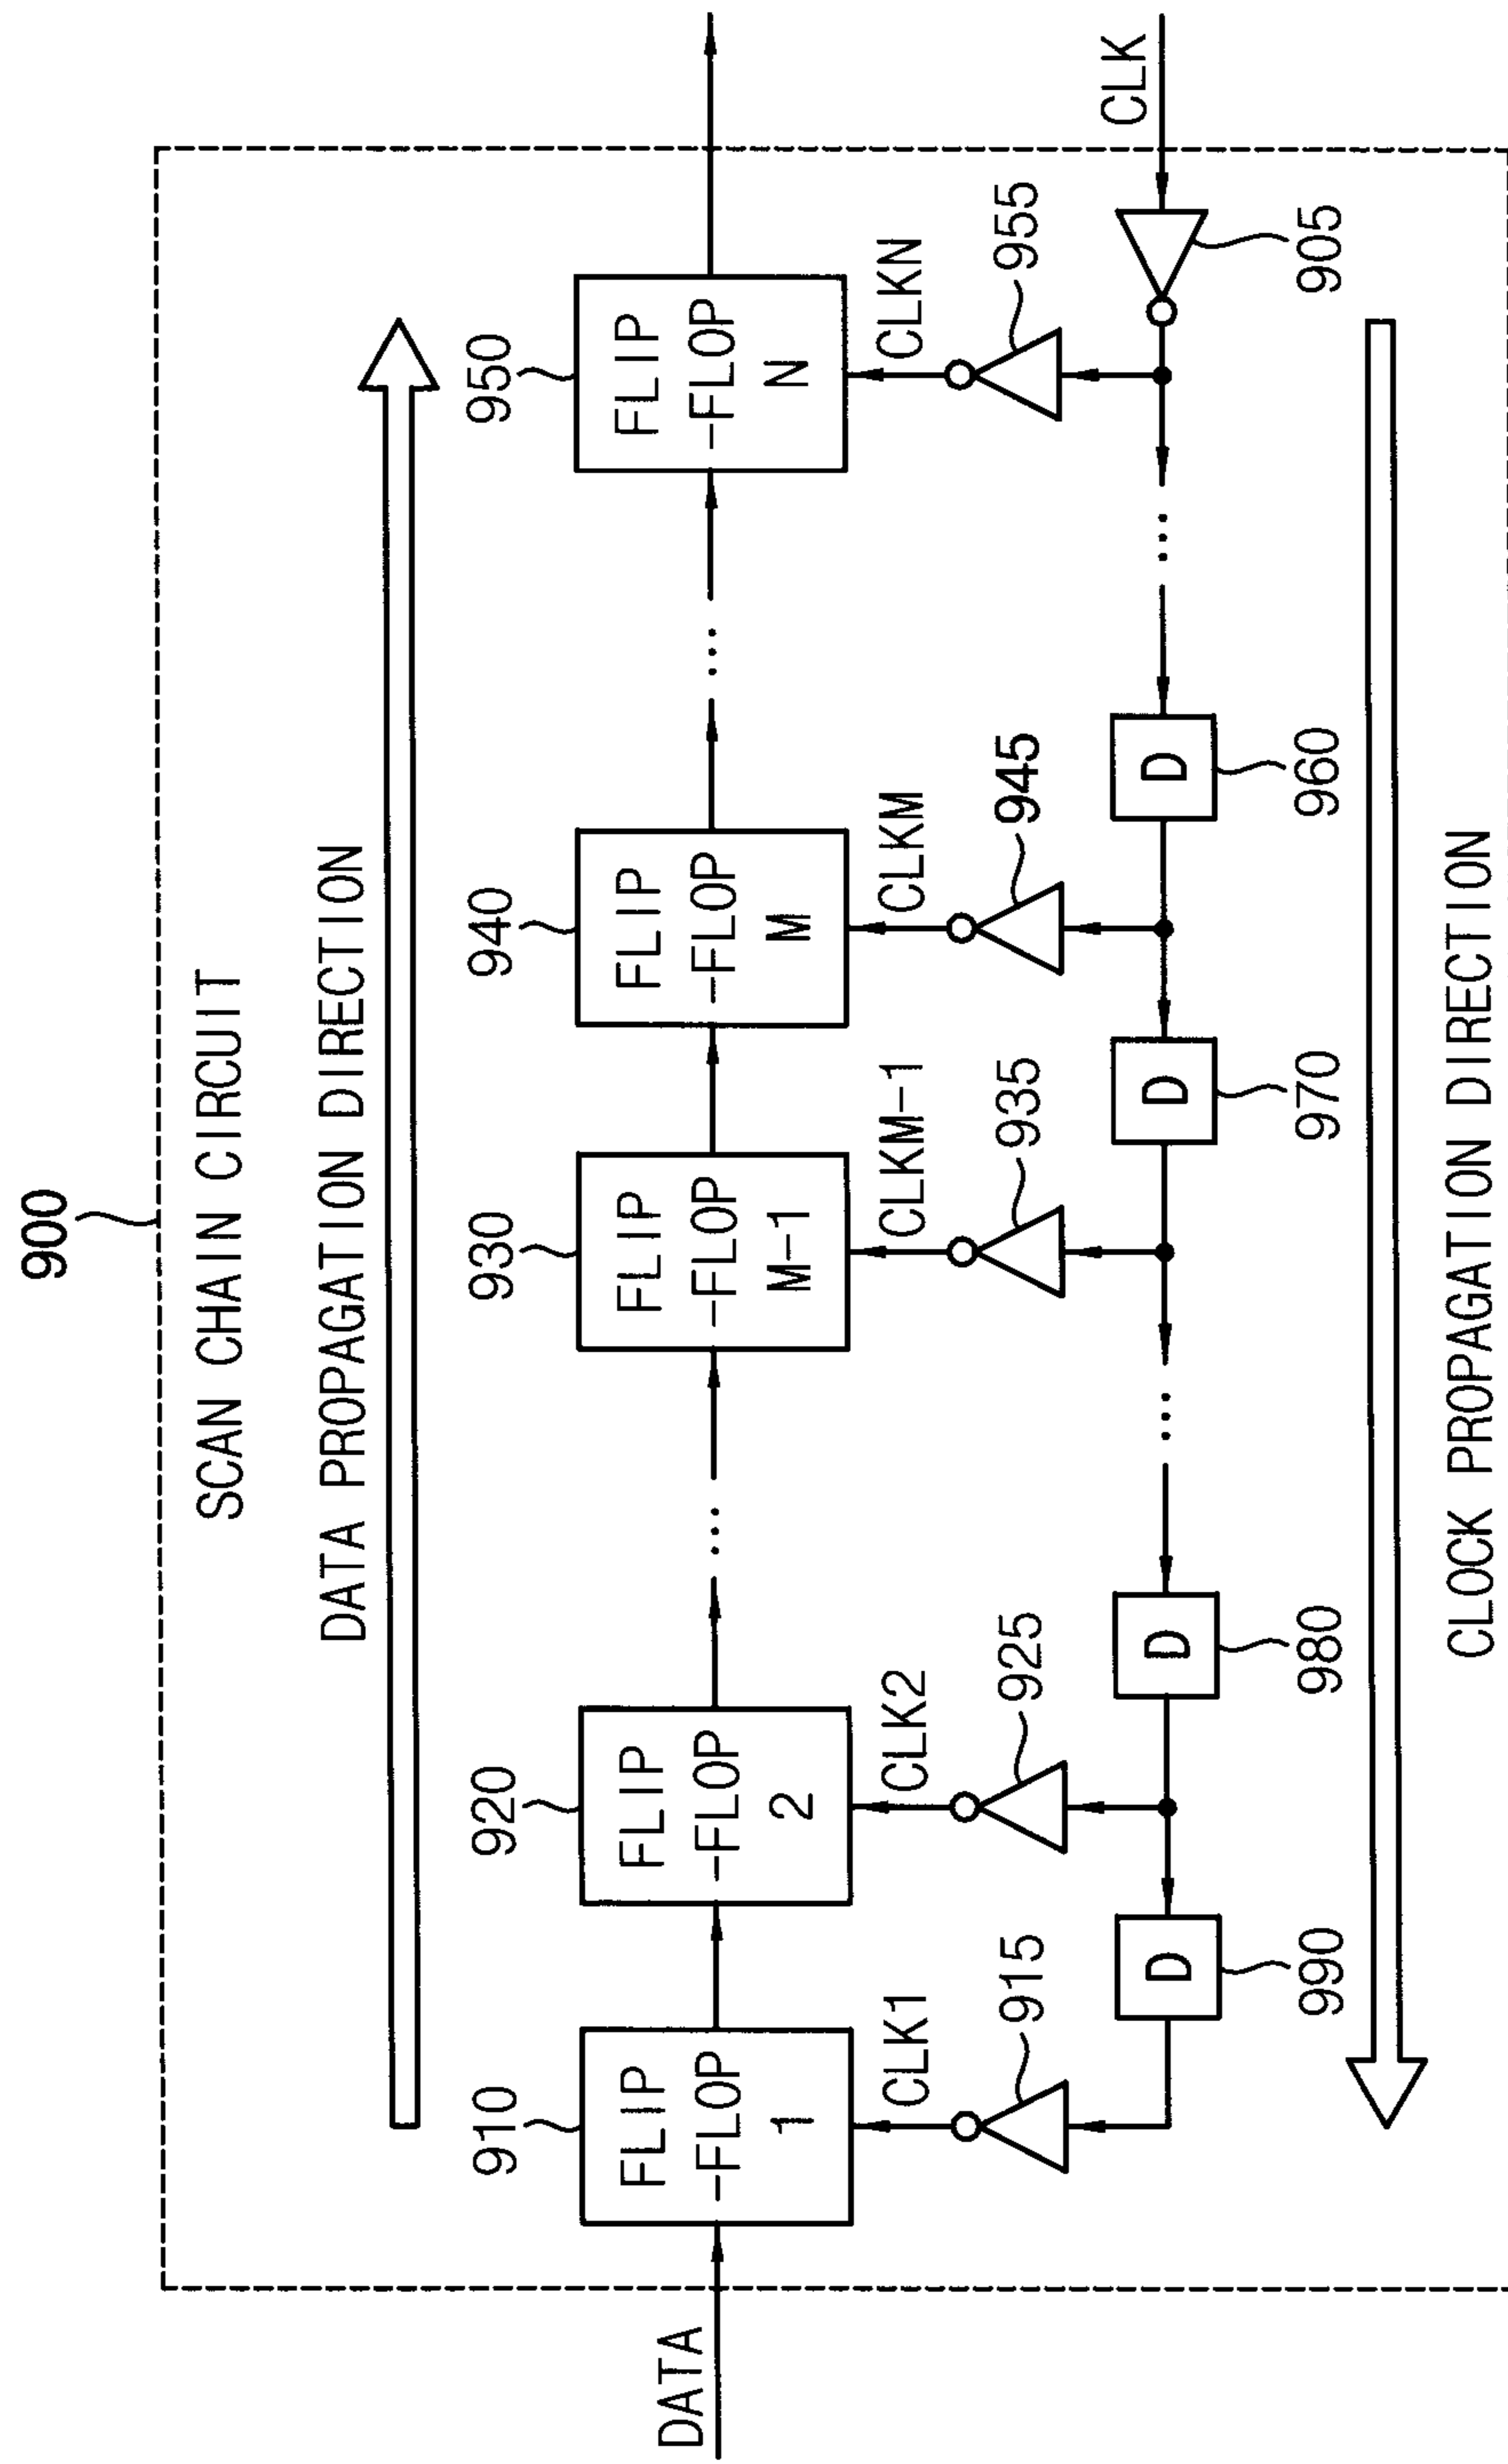 900
SCAN CHAIN CIRCUIT
DATA PROPAGATION DIRECTION
910
920
930
940
950
FLIP
-FLOP
1
FLIP
-FLOP
2
FLIP
-FLOP
M-1
FLIP
-FLOP
M
FLIP
-FLOP
N
DATA
CLK1
CLK2
CLKM-1
CLKM
CLKN
915
925
935
945
955
CLK
D
D
D
D
990
980
970
960
905
CLOCK PROPAGATION DIRECTION